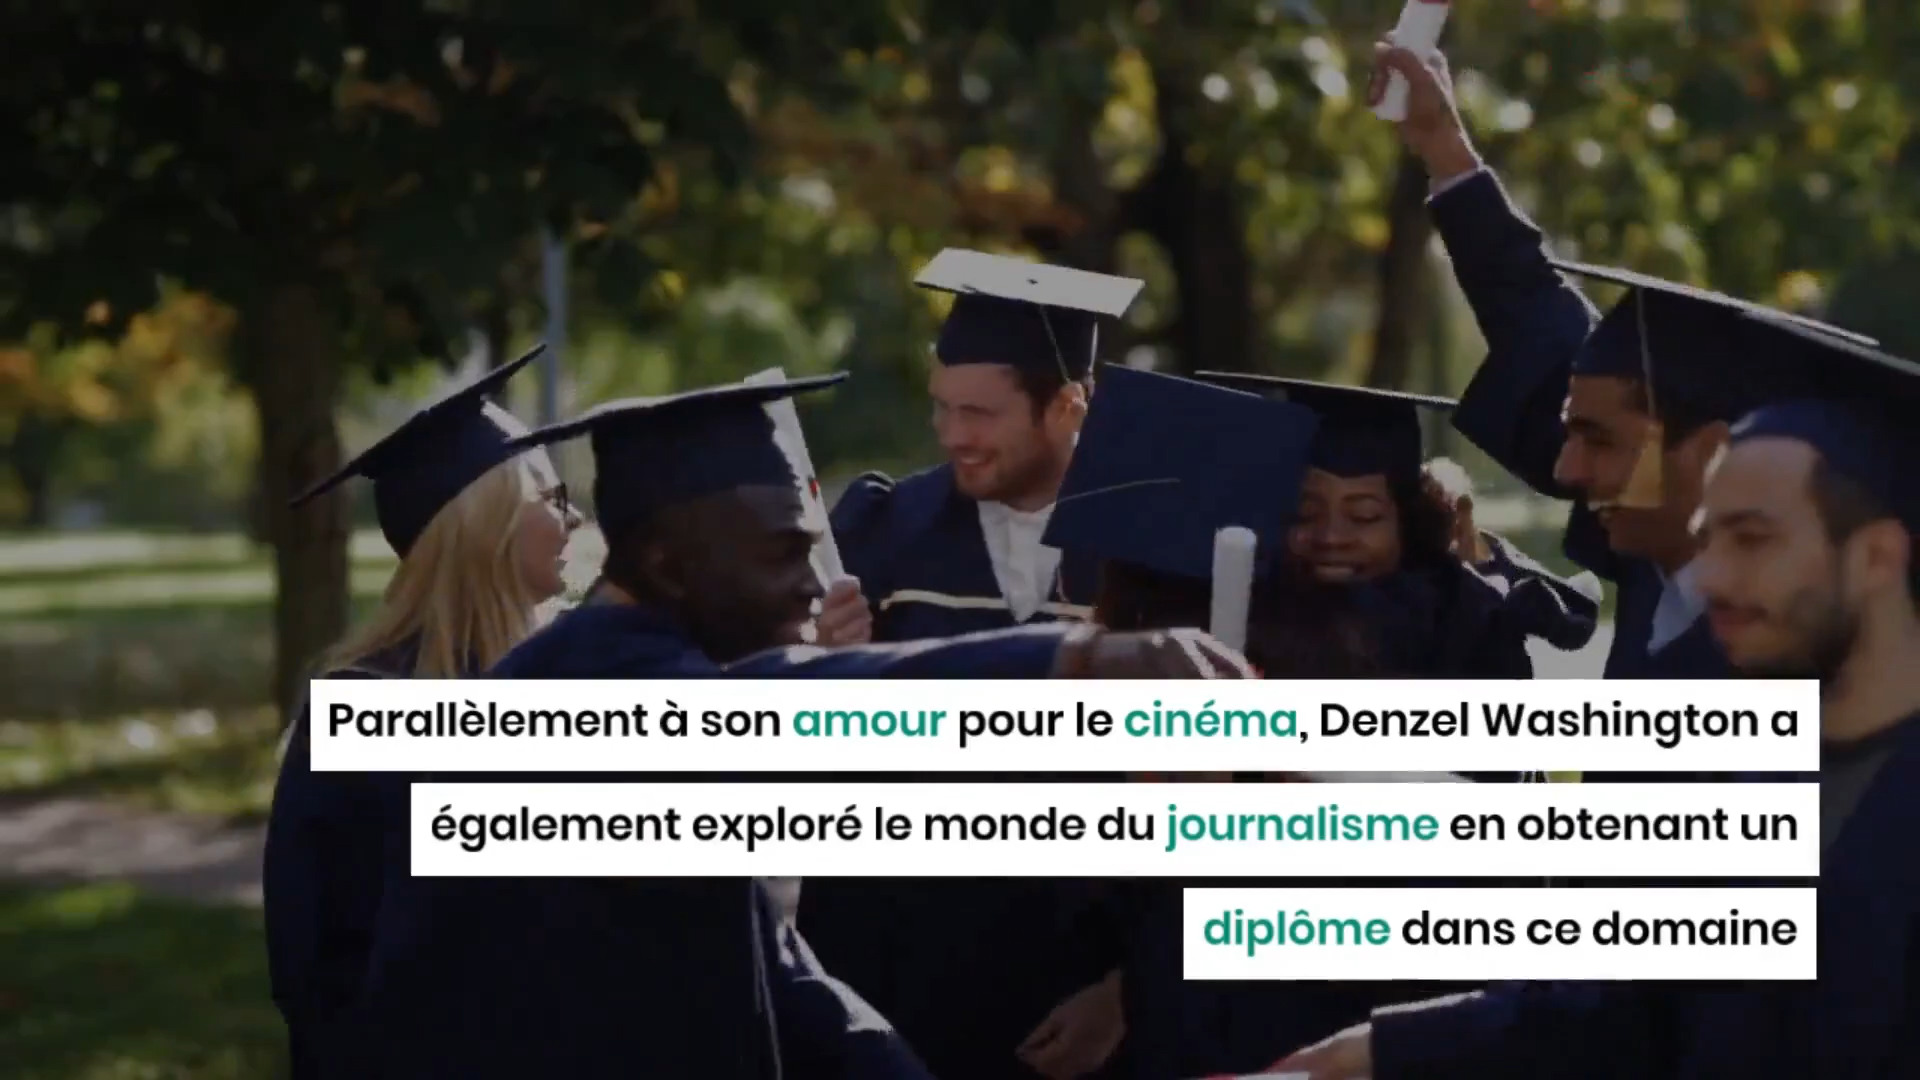 Parallèlement à son amour pour le cinéma, Denzel Washington a
également exploré le monde du journalisme en obtenant un
diplôme dans ce domaine